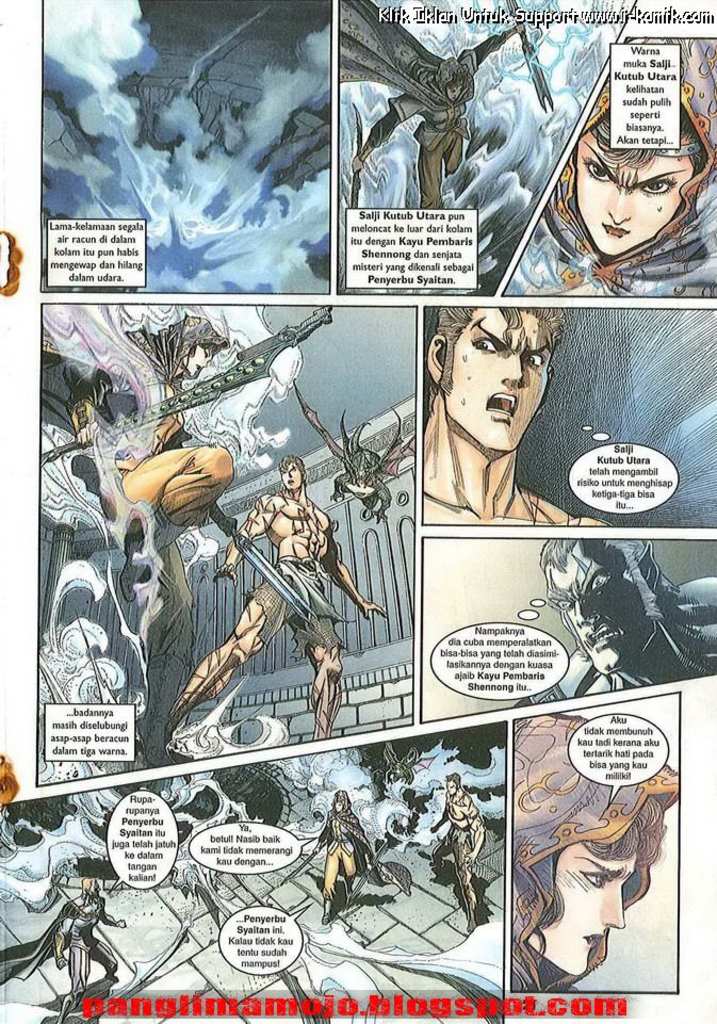 Klik Iklan Untuk Support www.i-komik.com
Lama-kelamaan segala
air racun di dalam
kolam itu pun habis
mengewap dan hilang
dalam udara.
Salji Kutub Utara pun
meloncat ke luar dari kolam
itu dengan Kayu Pembaris
Shennong dan senjata
misteri yang dikenali sebagai
Penyerbu Syaitan.
Warna
muka Salji
Kutub Utara
kelihatan
sudah pulih
seperti
biasanya.
Akan tetapi...
...badannya
masih diselubungi
asap-asap beracun
dalam tiga warna.
Salji
Kutub Utara
telah mengambil
risiko untuk menghisap
ketiga-tiga bisa
itu...
Nampaknya
dia cuba memperalatkan
bisa-bisa yang telah diasimi-
lasikannya dengan kuasa
ajaib Kayu Pembaris
Shennong itu..
Rupa-
rupanya
Penyerbu
Syaitan itu
juga telah jatuh
ke dalam
tangan
kalian!
Ya,
betul! Nasib baik
kami tidak memerangi
kau dengan...
...Penyerbu
Syaitan ini.
Kalau tidak kau
tentu sudah
mampus!
Aku
tidak membunuh
kau tadi kerana aku
tertarik hati pada
bisa yang kau
miliki!
panglimamojo.blogspot.com